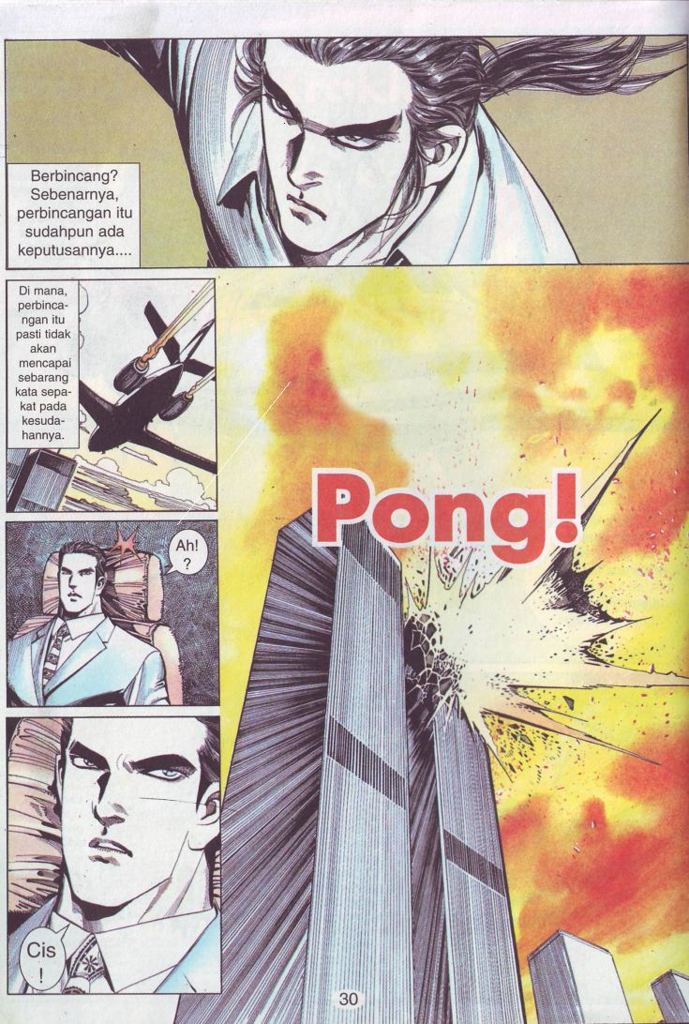 Berbincang?
Sebenarnya,
perbincangan itu
sudahpun ada
keputusannya....
Di mana,
perbinca-
ngan itu
pasti tidak
akan
mencapai
sebarang
kata sepa-
kat pada
kesuda-
hannya.
Pong!
Ah!
?
Cis
!
30